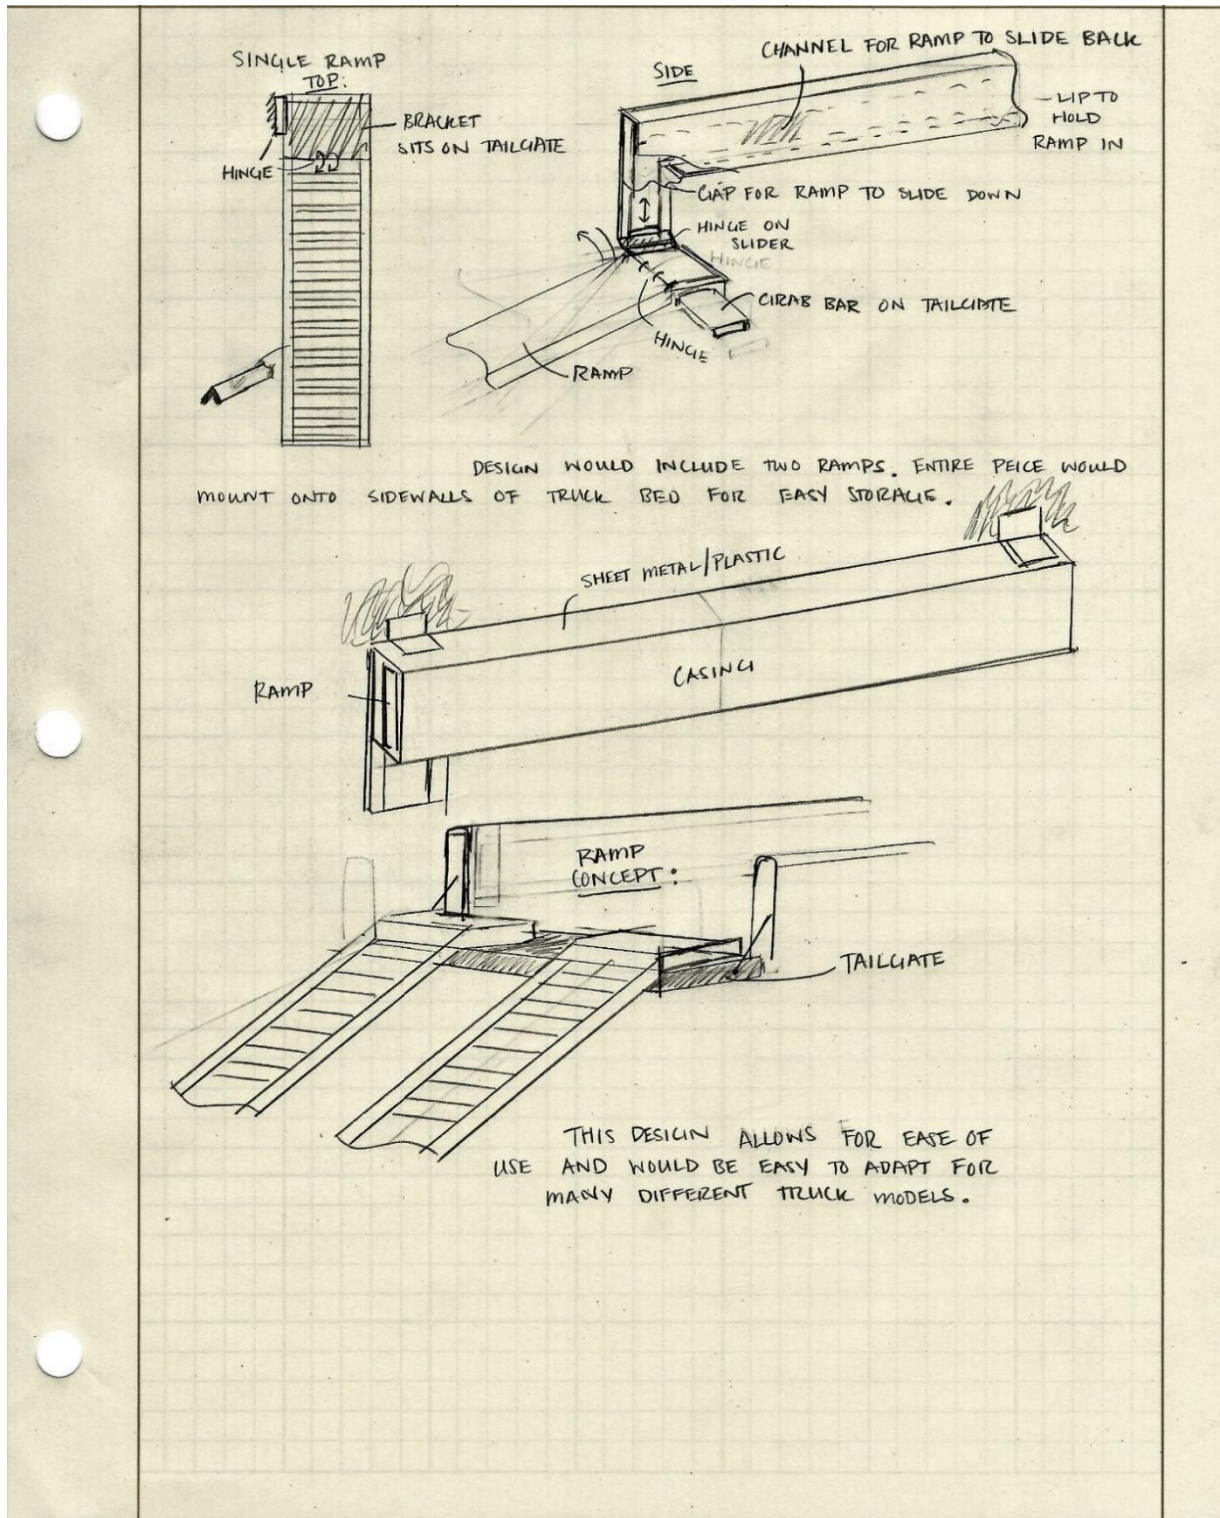 SINGLE RAMP
TOP:
BRACKET
SITS ON TAILGATE
HINGE
SIDE
CHANNEL FOR RAMP TO SLIDE BACK
LIP TO
HOLD
RAMP IN
GAP FOR RAMP TO SLIDE DOWN
HINGE ON
SLIDER
HINGE
GRAB BAR ON TAILGATE
HINGE
RAMP
DESIGN WOULD INCLUDE TWO RAMPS. ENTIRE PEICE WOULD
MOUNT ONTO SIDEWALLS OF TRUCK BED FOR EASY STORAGE.
SHEET METAL/PLASTIC
RAMP
CASING
RAMP
CONCEPT:
TAILGATE
THIS DESIGN ALLOWS FOR EASE OF
USE AND WOULD BE EASY TO ADAPT FOR
MANY DIFFERENT TRUCK MODELS.